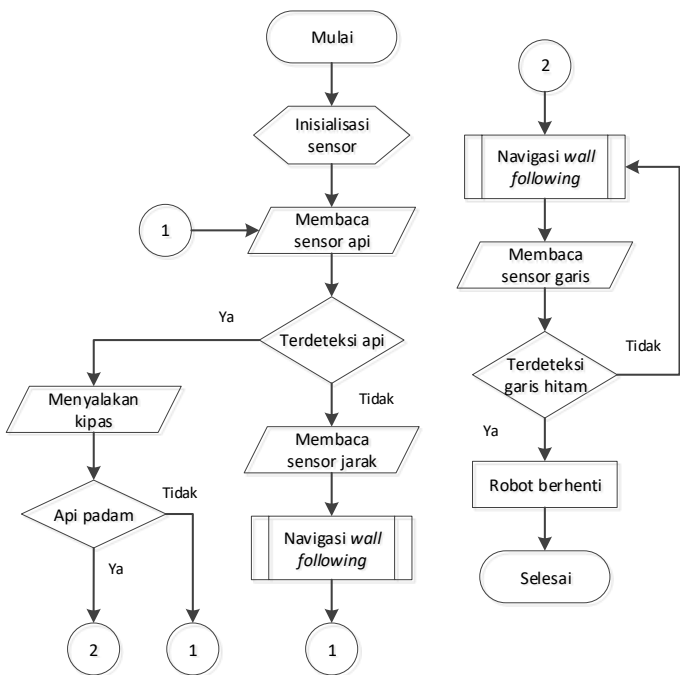 Mulai
Inisialisasi
sensor
1
Membaca
sensor api
Ya
Terdeteksi api
Tidak
Menyalakan
kipas
Membaca
sensor jarak
Tidak
Api padam
Ya
Navigasi wall
following
2
1
1
2
Navigasi wall
following
Membaca
sensor garis
Tidak
Terdeteksi
garis hitam
Ya
Robot berhenti
Selesai